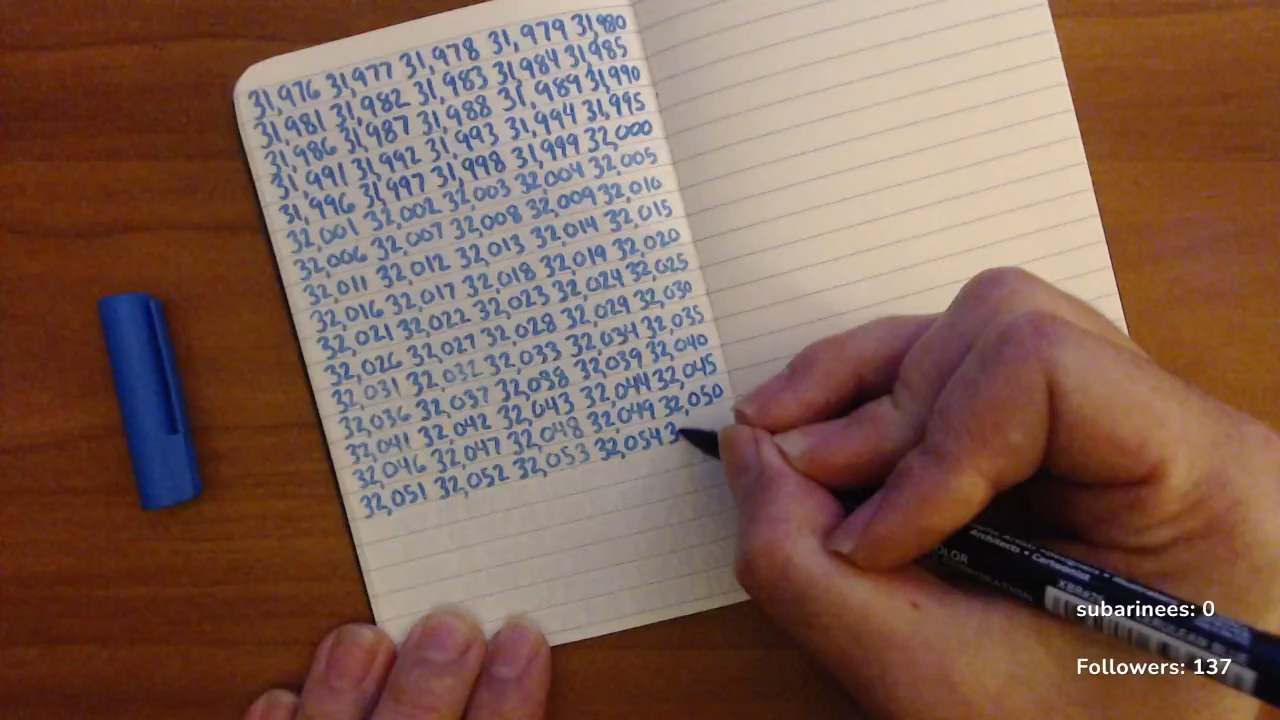 31,976 31,977 31,978 31,979 31,980
31,981 31,982 31,983 31,984 31,985
31,986 31,987 31,988 31,989 31,990
31,991 31,992 31,993 31,994 31,995
31,996 31,997 31,998 31,999 32,000
32,001 32,002 32,003 32,004 32,005
32,006 32,007 32,008 32,009 32,010
32,011 32,012 32,013 32,014 32,015
32,016 32,017 32,018 32,019 32,020
32,021 32,022 32,023 32,024 32,025
32,026 32,027 32,028 32,029 32,030
32,031 32,032 32,033 32,034 32,035
32,036 32,037 32,038 32,039 32,040
32,041 32,042 32,043 32,044 32,045
32,046 32,047 32,048 32,049 32,050
32,051 32,052 32,053 32,054 3
Architects • Cartoonist
COLOR
CORPORATION
subarinees: 0
Followers: 137